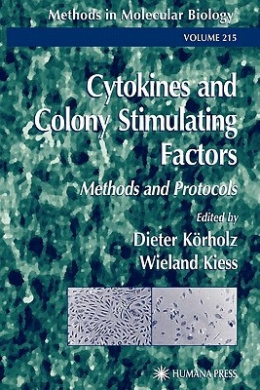 Methods in Molecular Biology
VOLUME 215
Cytokines and
Colony Stimulating
Factors
Methods and Protocols
Edited by
Dieter Körholz
Wieland Kiess
HUMANA PRESS